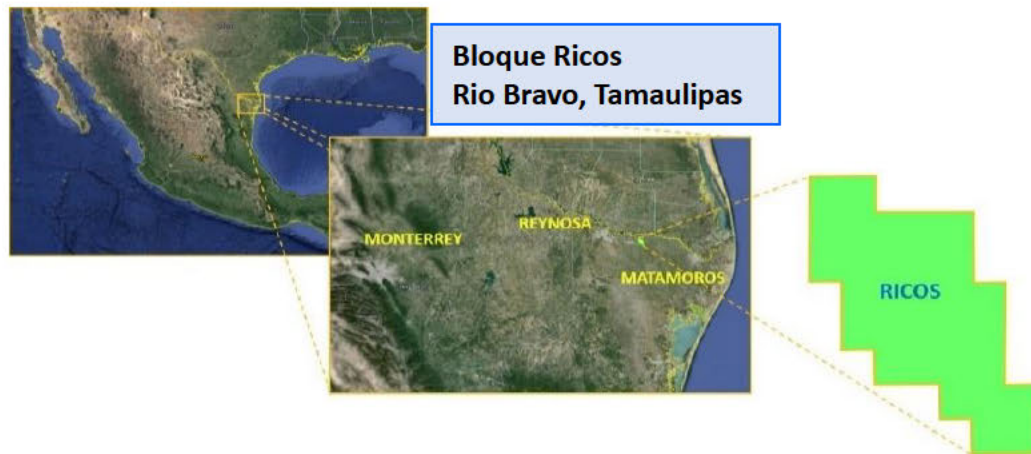 Bloque Ricos
Rio Bravo, Tamaulipas
REYNOSA
MONTERREY
MATAMOROS
RICOS